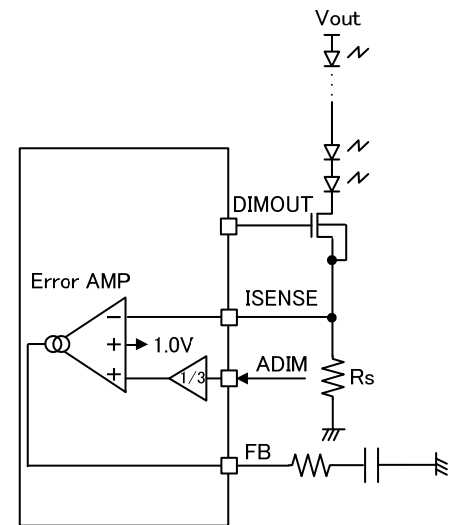 Vout
DIMOUT
Error AMP
ISENSE
−
+
1.0V
+
1/3
ADIM
Rs
FB